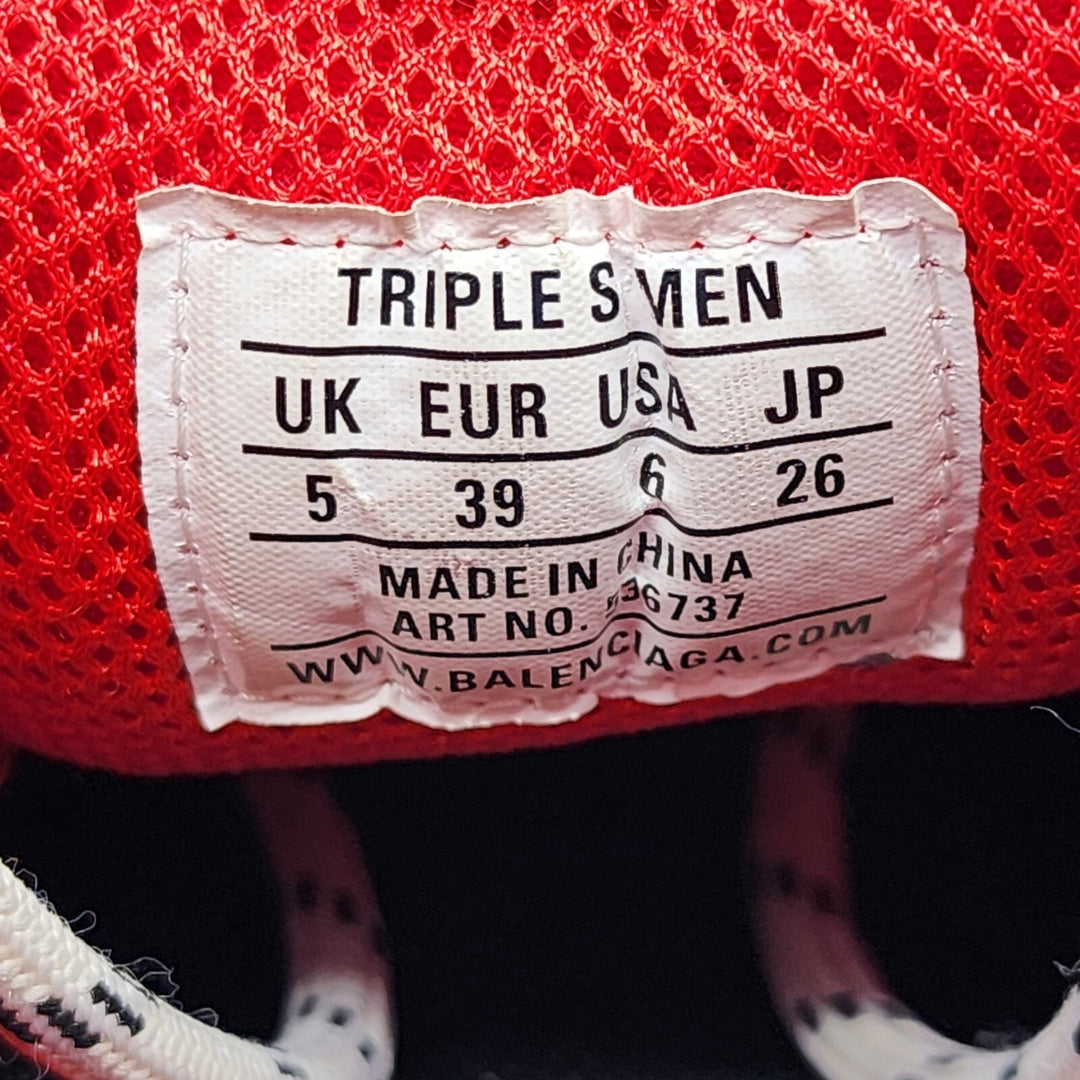 TRIPLE S MEN
UK EUR USA JP
5 39 6 26
MADE IN CHINA
ART NO. 536737
WWW.BALENCIAGA.COM